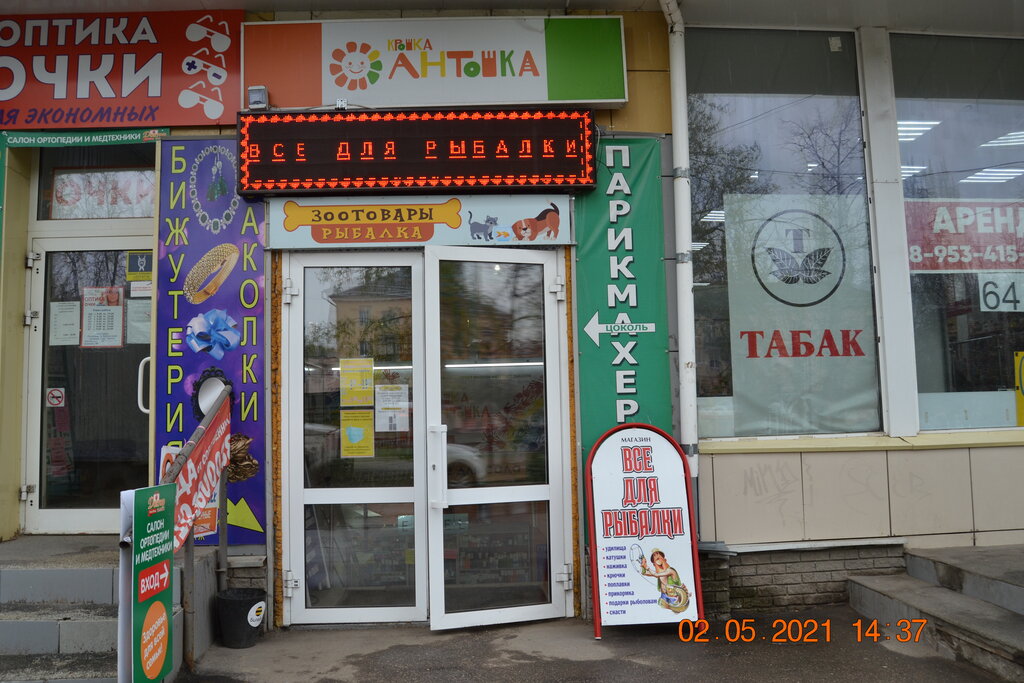 ОПТИКА
ОЧКИ
ЭКОНОМНЫХ
САЛОН ОРТОПЕДИИ И МЕДТЕХНИКИ
КРОШКА
АНТОШКА
ВСЕ ДЛЯ РЫБАЛКИ
ЗООТОВАРЫ
РЫБАЛКА
БИЖУТЕРИЯ
ЗАКОЛКИ
ПАРИКМАХЕР
ЦОКОЛЬ
ТАБАК
АРЕНД
8-953-415-
64
МАГАЗИН
ВСЕ
ДЛЯ
РЫБАЛКИ
• удилища
• катушки
• наживка
• крючки
• поплавки
• прикормка
• подарки рыболовам
• снасти
САЛОН
ОРТОПЕДИИ
И МЕДТЕХНИКИ
ВХОД
02.05.2021 14:37